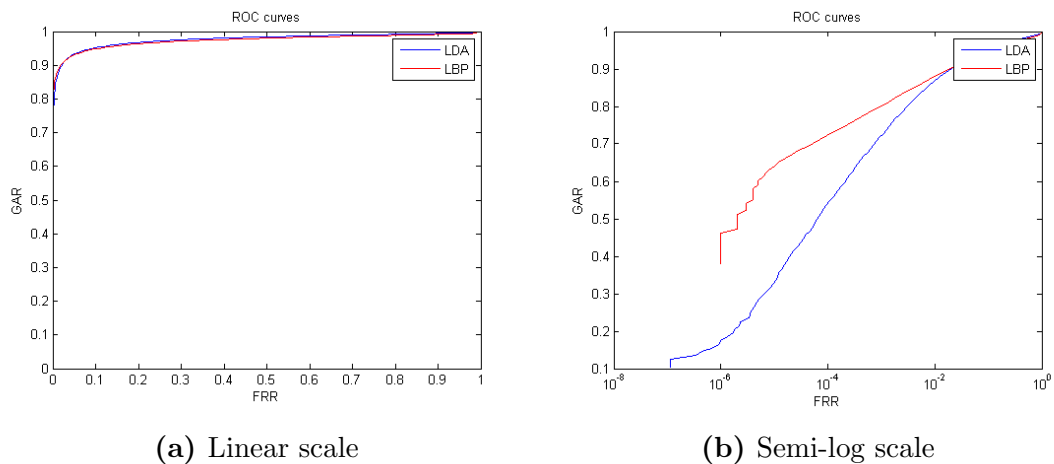 ROC curves
1
0.9
0.8
0.7
0.6
0.5
0.4
0.3
0.2
0.1
0
GAR
LDA
LBP
0 0.1 0.2 0.3 0.4 0.5 0.6 0.7 0.8 0.9 1
FRR
(a) Linear scale
ROC curves
1
0.9
0.8
0.7
0.6
0.5
0.4
0.3
0.2
0.1
GAR
LDA
LBP
10^-8 10^-6 10^-4 10^-2 10^0
FRR
(b) Semi-log scale